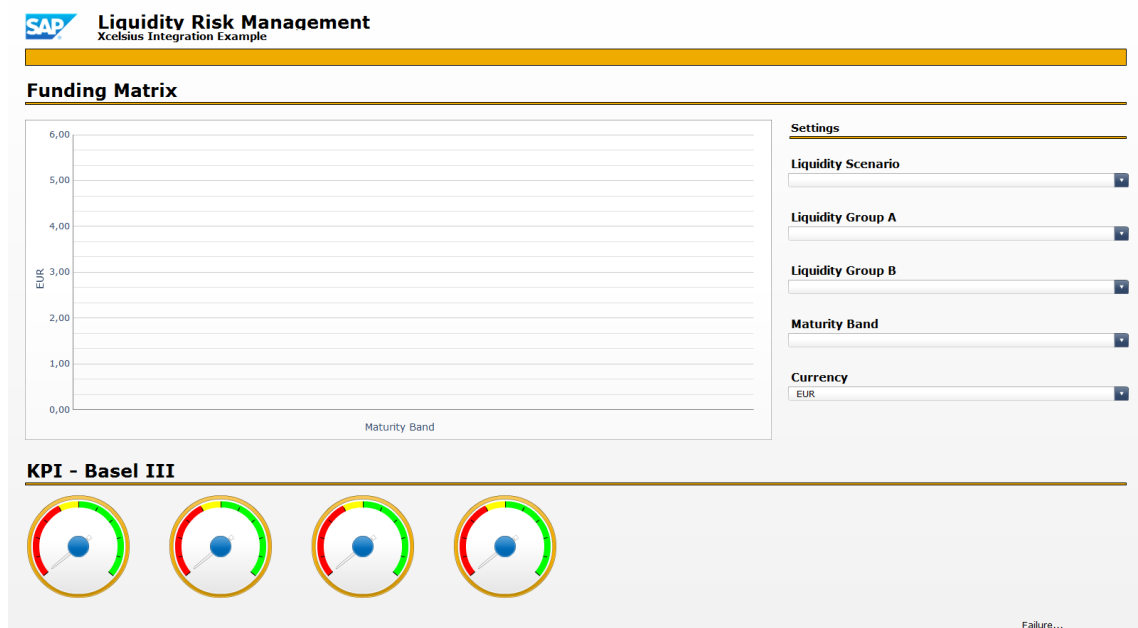 SAP
Liquidity Risk Management
Xcelsius Integration Example
Funding Matrix
6,00
5,00
4,00
3,00
2,00
1,00
0,00
EUR
Maturity Band
Settings
Liquidity Scenario
Liquidity Group A
Liquidity Group B
Maturity Band
Currency
EUR
KPI - Basel III
Failure...